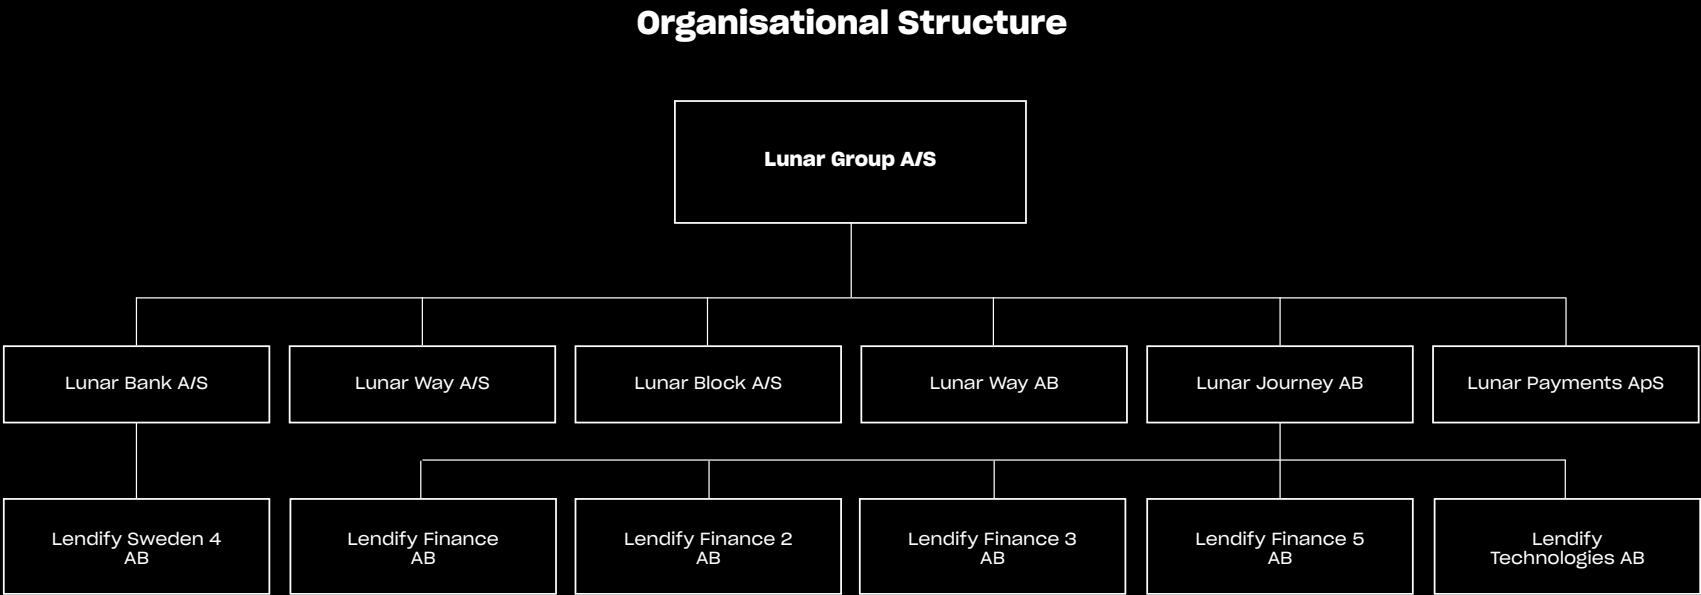 Organisational Structure
Lunar Group A/S
Lunar Bank A/S
Lunar Way A/S
Lunar Block A/S
Lunar Way AB
Lunar Journey AB
Lunar Payments ApS
Lendify Sweden 4
AB
Lendify Finance
AB
Lendify Finance 2
AB
Lendify Finance 3
AB
Lendify Finance 5
AB
Lendify
Technologies AB